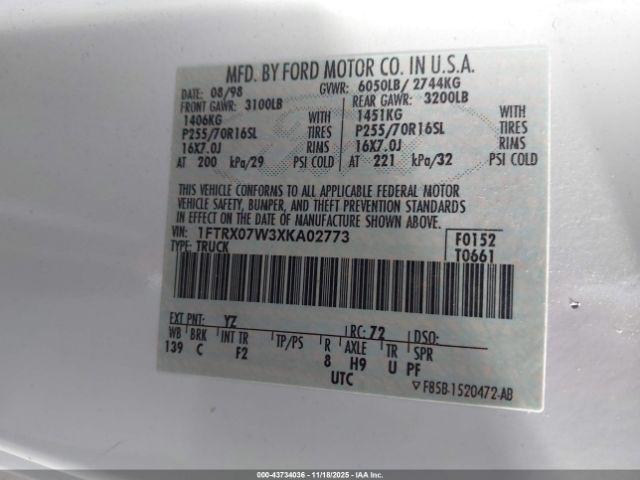 MFD. BY FORD MOTOR CO. IN U.S.A.
DATE: 08/98 GVWR: 6050LB/ 2744KG
FRONT GAWR: 3100LB REAR GAWR: 3200LB
1406KG WITH 1451KG WITH
P255/70R16SL TIRES P255/70R16SL TIRES
16X7.0J RIMS 16X7.0J RIMS
AT 200 kPa/29 PSI COLD AT 221 kPa/32 PSI COLD
THIS VEHICLE CONFORMS TO ALL APPLICABLE FEDERAL MOTOR
VEHICLE SAFETY, BUMPER, AND THEFT PREVENTION STANDARDS
IN EFFECT ON THE DATE OF MANUFACTURE SHOWN ABOVE.
VIN: 1FTRX07W3XKA02773 F0152
TYPE: TRUCK T0661
EXT PNT: YZ RC: 72 DSO:
WB BRK INT TR TP/PS R AXLE TR SPR
139 C F2 8 H9 U PF
UTC ▽F85B-1520472-AB
000-43734036 - 11/18/2025 - IAAI.COM